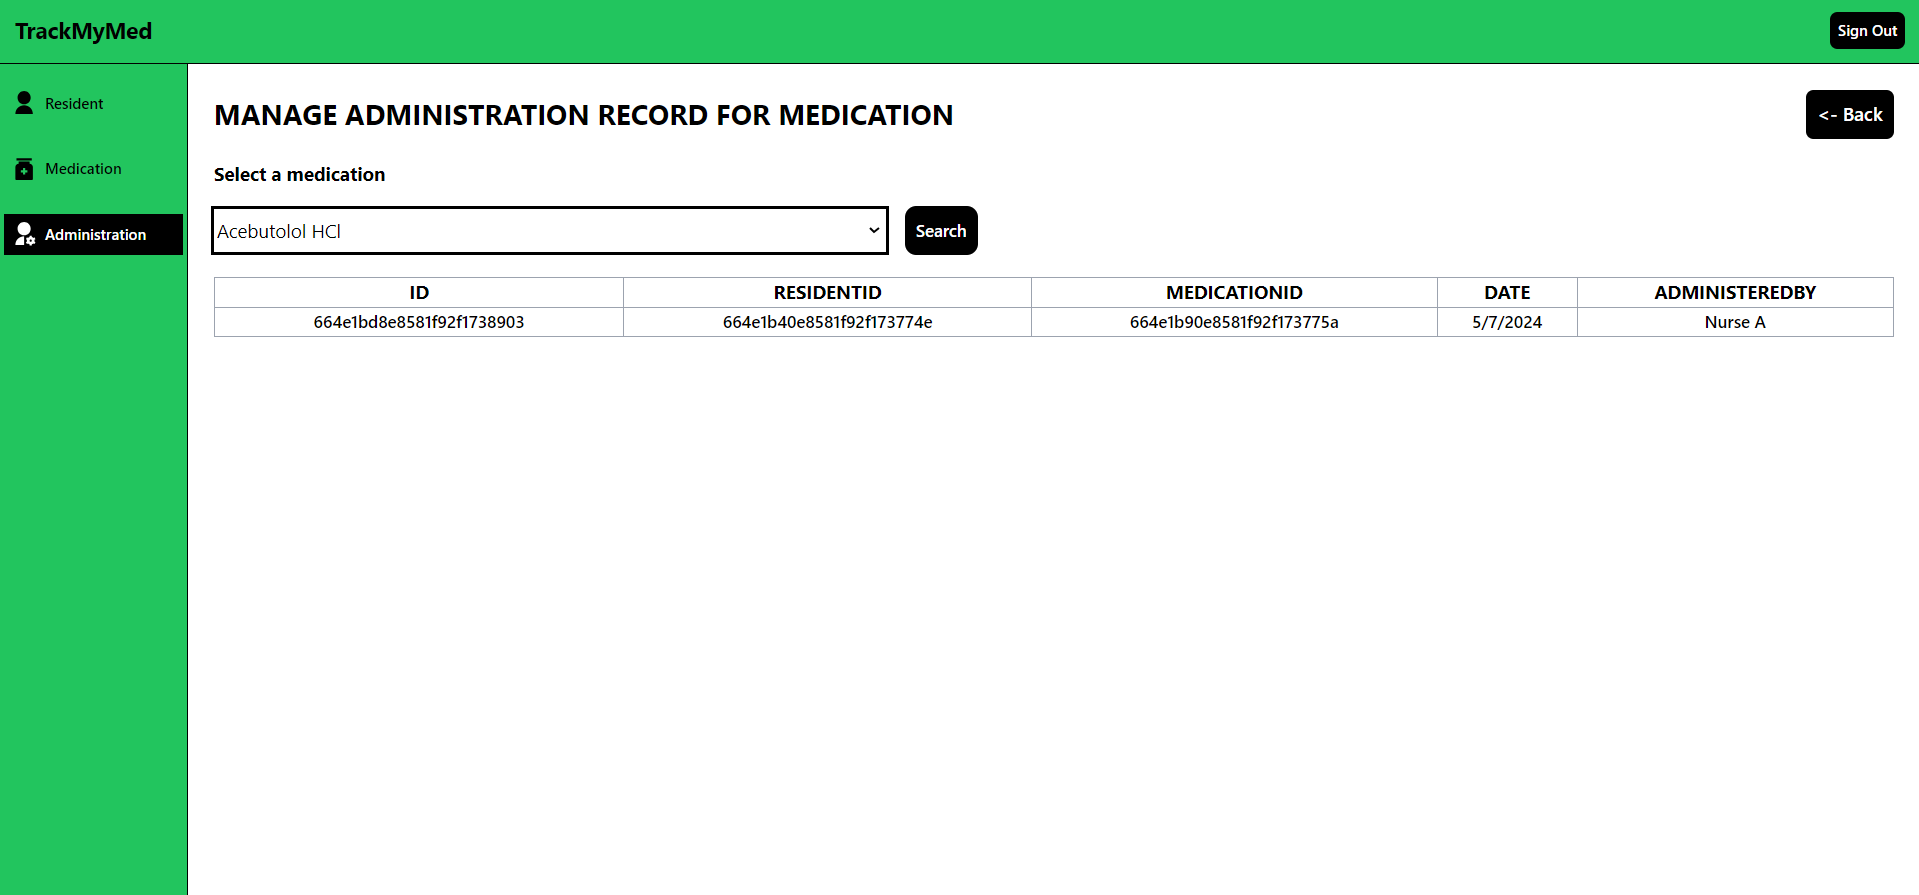 TrackMyMed
Sign Out
Resident
Medication
Administration
MANAGE ADMINISTRATION RECORD FOR MEDICATION
<- Back
Select a medication
Acebutolol HCl
Search
ID RESIDENTID MEDICATIONID DATE ADMINISTEREDBY
664e1bd8e8581f92f1738903 664e1b40e8581f92f173774e 664e1b90e8581f92f173775a 5/7/2024 Nurse A